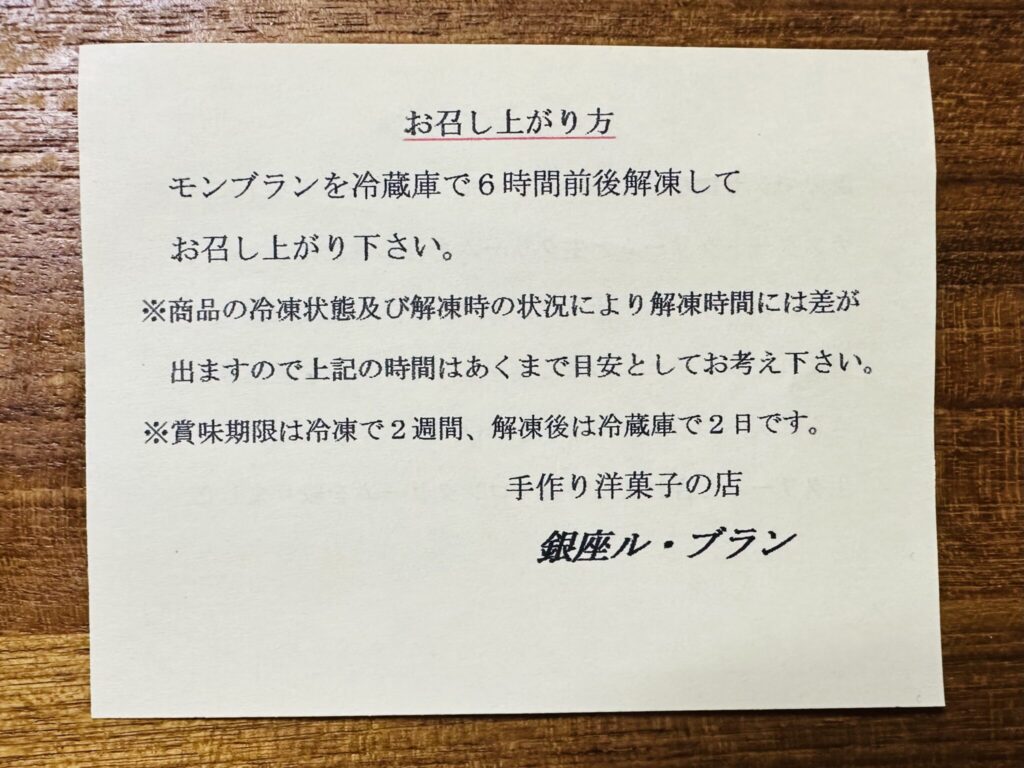 お召し上がり方
モンブランを冷蔵庫で６時間前後解凍して
お召し上がり下さい。
※商品の冷凍状態及び解凍時の状況により解凍時間には差が
出ますので上記の時間はあくまで目安としてお考え下さい。
※賞味期限は冷凍で２週間、解凍後は冷蔵庫で２日です。
手作り洋菓子の店
銀座ル・ブラン